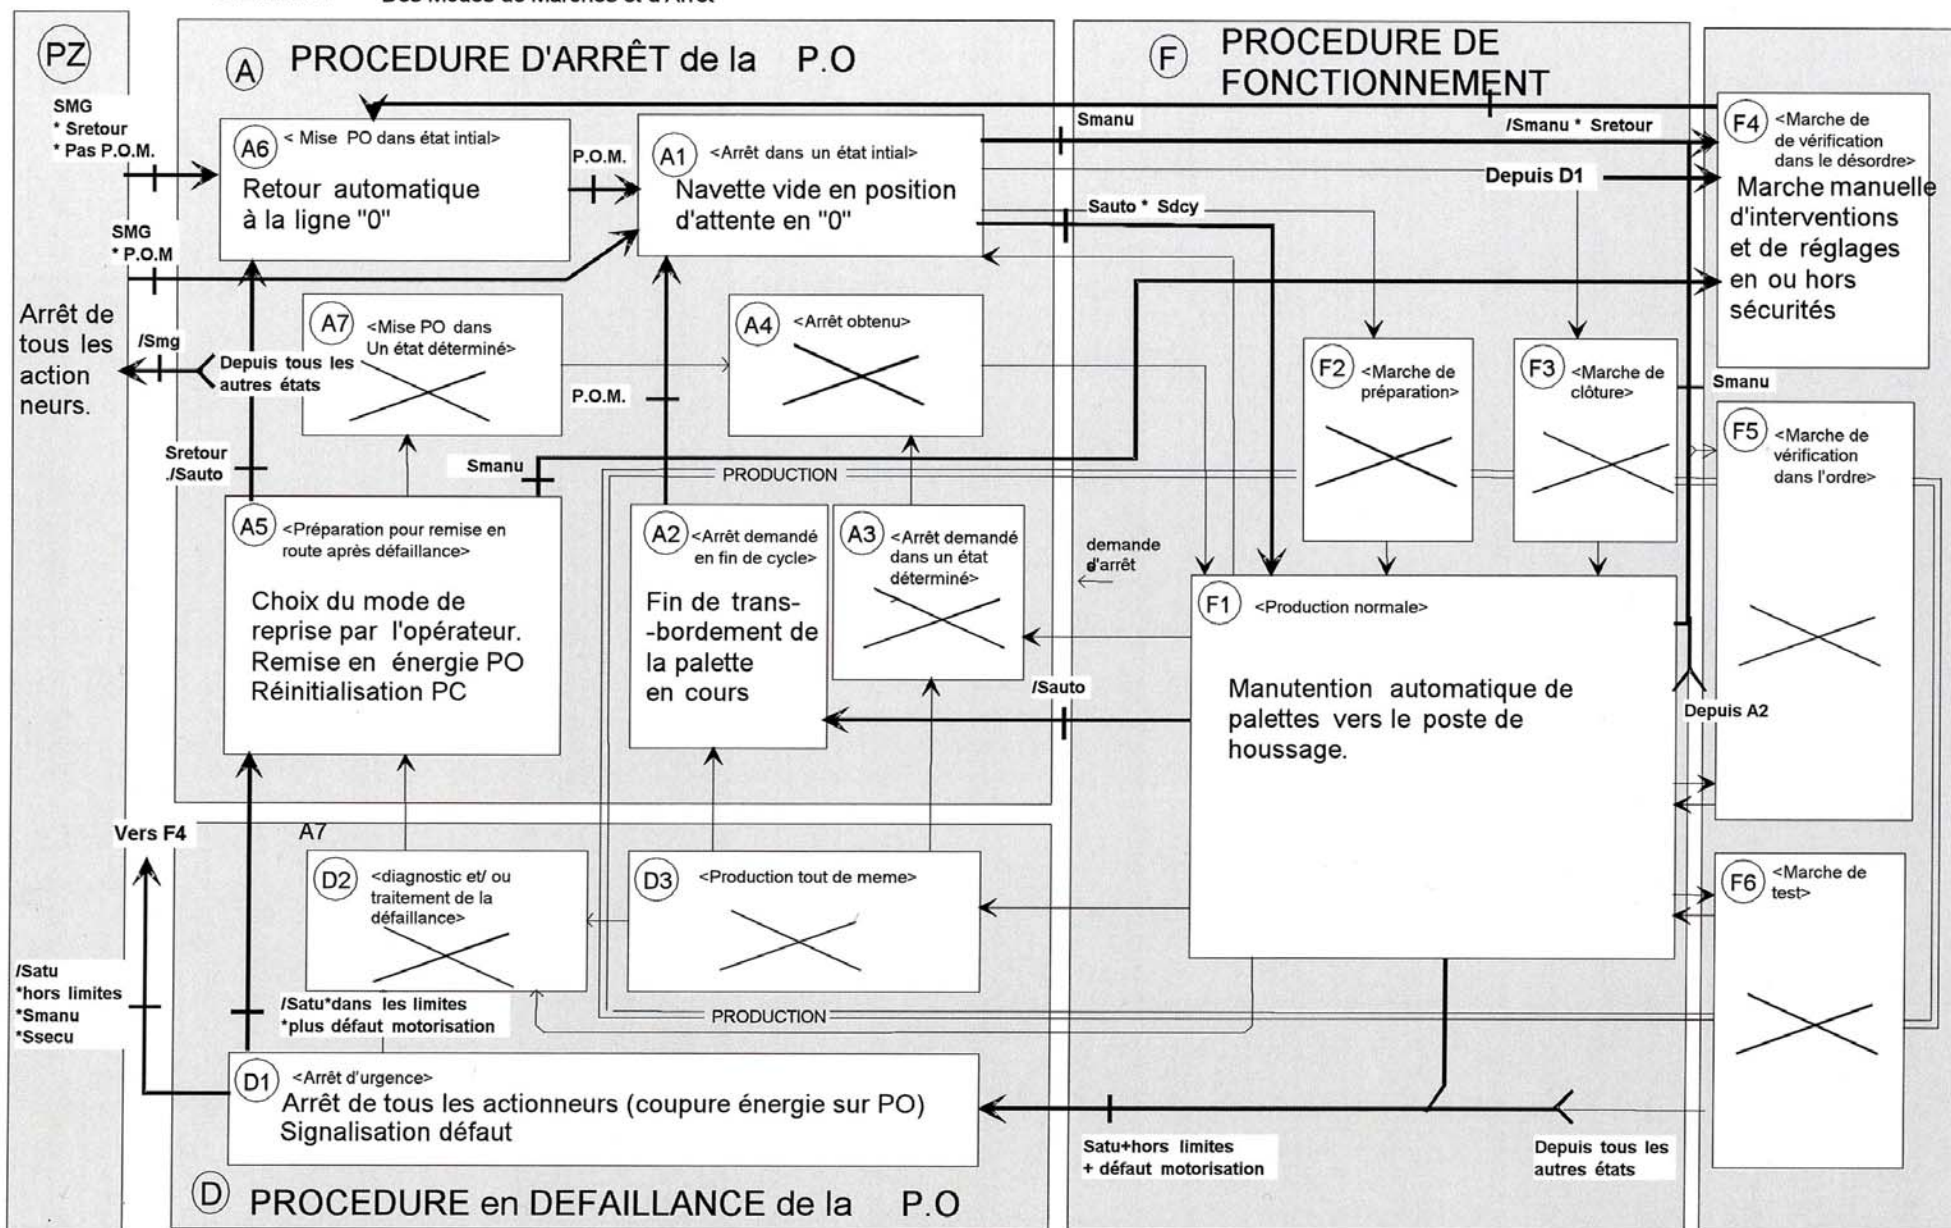 Des Modes de Marches et d'Arrêt
PZ
SMG
* Sretour
* Pas P.O.M.
SMG
* P.O.M
Arrêt de
tous les
action
neurs.
/Smg
Depuis tous les
autres états
A
PROCEDURE D'ARRÊT de la P.O
A6
< Mise PO dans état intial>
Retour automatique
à la ligne "0"
P.O.M.
A1
<Arrêt dans un état intial>
Navette vide en position
d'attente en "0"
A7
<Mise PO dans
Un état déterminé>
A4
<Arrêt obtenu>
P.O.M.
Sretour
./Sauto
Smanu
PRODUCTION
A5
<Préparation pour remise en
route après défaillance>
Choix du mode de
reprise par l'opérateur.
Remise en énergie PO
Réinitialisation PC
A2
<Arrêt demandé
en fin de cycle>
Fin de trans-
-bordement de
la palette
en cours
A3
<Arrêt demandé
dans un état
déterminé>
F
PROCEDURE DE
FONCTIONNEMENT
Smanu
/Smanu * Sretour
Depuis D1
Sauto * Sdcy
F4
<Marche de
de vérification
dans le désordre>
Marche manuelle
d'interventions
et de réglages
en ou hors
sécurités
F2
<Marche de
préparation>
F3
<Marche de
clôture>
Smanu
F5
<Marche de
vérification
dans l'ordre>
demande
d'arrêt
F1
<Production normale>
Manutention automatique de
palettes vers le poste de
houssage.
/Sauto
Depuis A2
F6
<Marche de
test>
Vers F4
A7
D2
<diagnostic et/ ou
traitement de la
défaillance>
D3
<Production tout de meme>
/Satu
*hors limites
*Smanu
*Ssecu
/Satu*dans les limites
*plus défaut motorisation
PRODUCTION
D1
<Arrêt d'urgence>
Arrêt de tous les actionneurs (coupure énergie sur PO)
Signalisation défaut
Satu+hors limites
+ défaut motorisation
Depuis tous les
autres états
D
PROCEDURE en DEFAILLANCE de la P.O